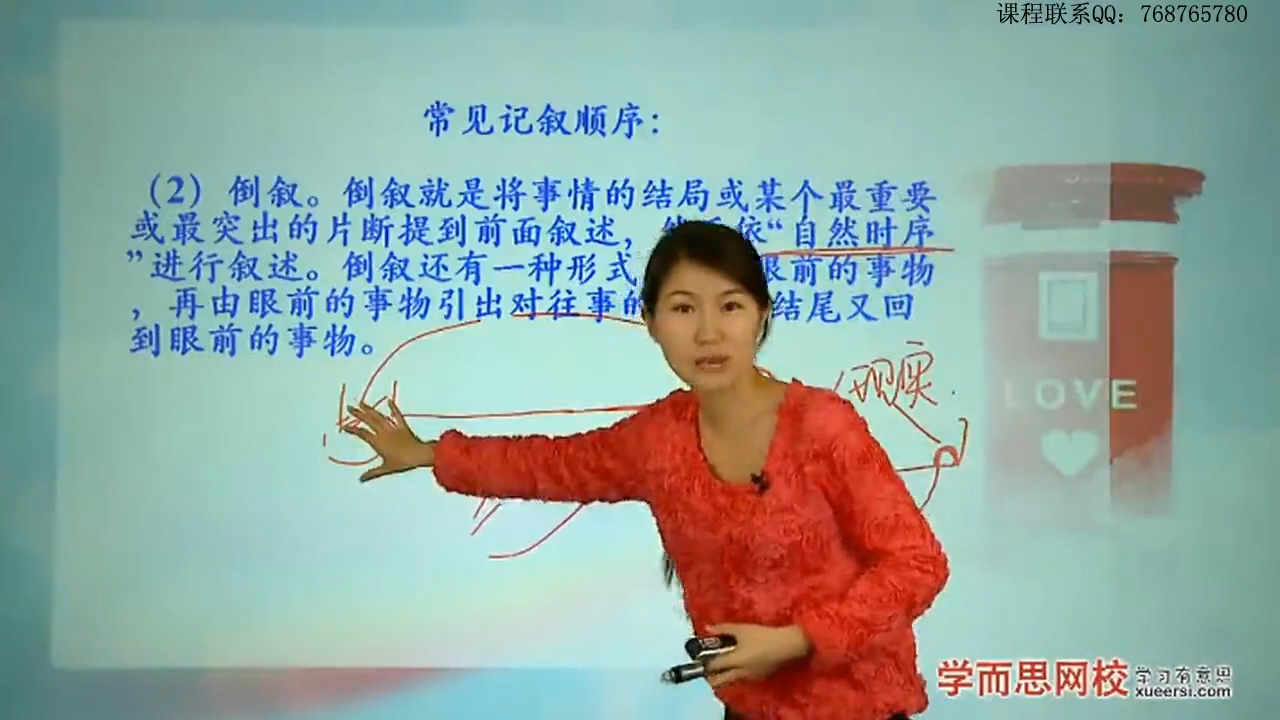 课程联系QQ：768765780
常见记叙顺序：
（2）倒叙。倒叙就是将事情的结局或某个最重要
或最突出的片断提到前面叙述，依“自然时序
”进行叙述。倒叙还有一种形式眼前的事物
，再由眼前的事物引出对往事的结尾又回
到眼前的事物。
现实
LOVE
学而思网校 学习有意思
xueersi.com